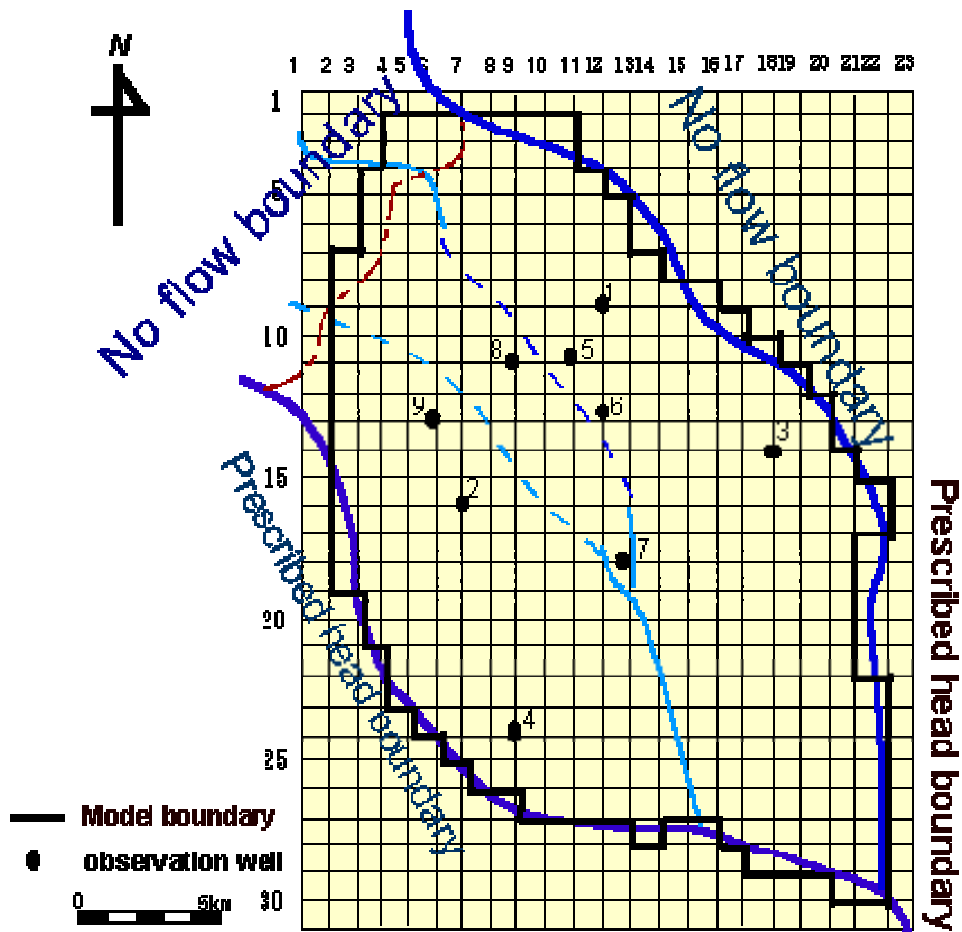 N
1 2 3 4 5 6 7 8 9 10 11 12 13 14 15 16 17 18 19 20 21 22 23
1
No flow boundary
No flow boundary
1
10
8
5
9
6
3
15
2
Prescribed head boundary
Prescribed head boundary
7
20
4
25
Model boundary
observation well
0 5km
30